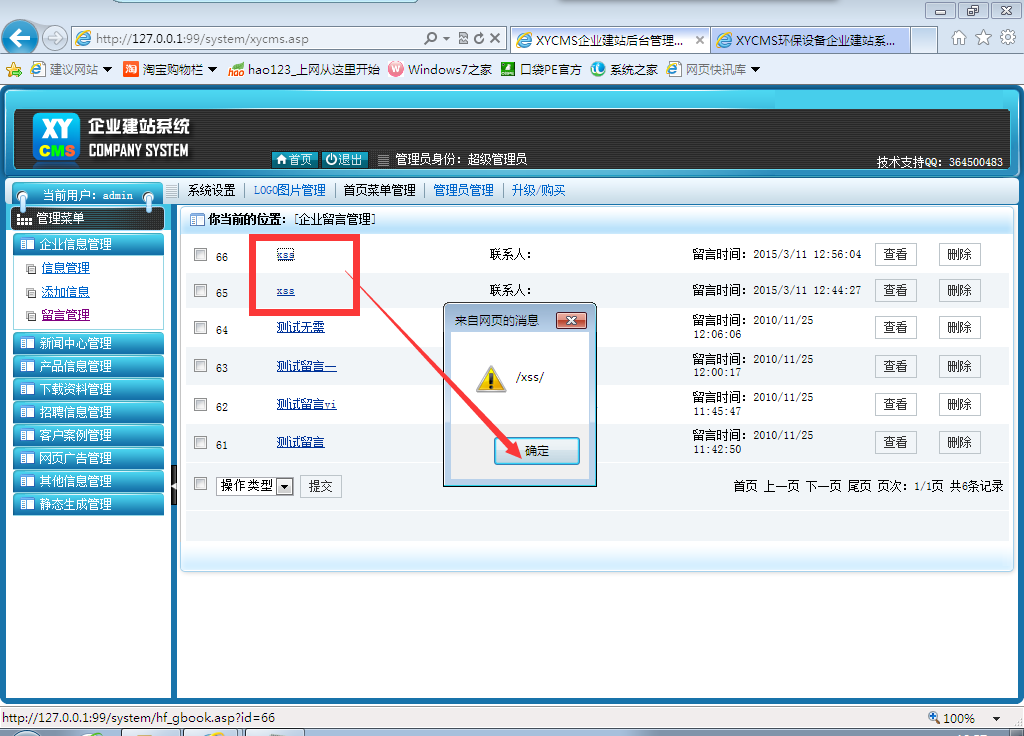 http://127.0.0.1:99/system/xycms.asp
XYCMS企业建站后台管理...
XYCMS环保设备企业建站系...
建议网站
淘宝购物栏
hao123_上网从这里开始
Windows7之家
口袋PE官方
系统之家
网页快讯库
XY CMS
企业建站系统
COMPANY SYSTEM
首页 退出 管理员身份：超级管理员
技术支持QQ：364500483
当前用户：admin
系统设置 LOGO图片管理 首页菜单管理 管理员管理 升级/购买
管理菜单
你当前的位置：[企业留言管理]
企业信息管理
信息管理
添加信息
留言管理
新闻中心管理
产品信息管理
下载资料管理
招聘信息管理
客户案例管理
网页广告管理
其他信息管理
静态生成管理
66 xss 联系人： 留言时间：2015/3/11 12:56:04 查看 删除
65 xss 联系人： 留言时间：2015/3/11 12:44:27 查看 删除
64 测试无需 留言时间：2010/11/25 12:06:06 查看 删除
63 测试留言一 留言时间：2010/11/25 12:00:17 查看 删除
62 测试留言vi 留言时间：2010/11/25 11:45:47 查看 删除
61 测试留言 留言时间：2010/11/25 11:42:50 查看 删除
来自网页的消息
/xss/
确定
操作类型 提交
首页 上一页 下一页 尾页 页次：1/1页 共6条记录
http://127.0.0.1:99/system/hf_gbook.asp?id=66
100%